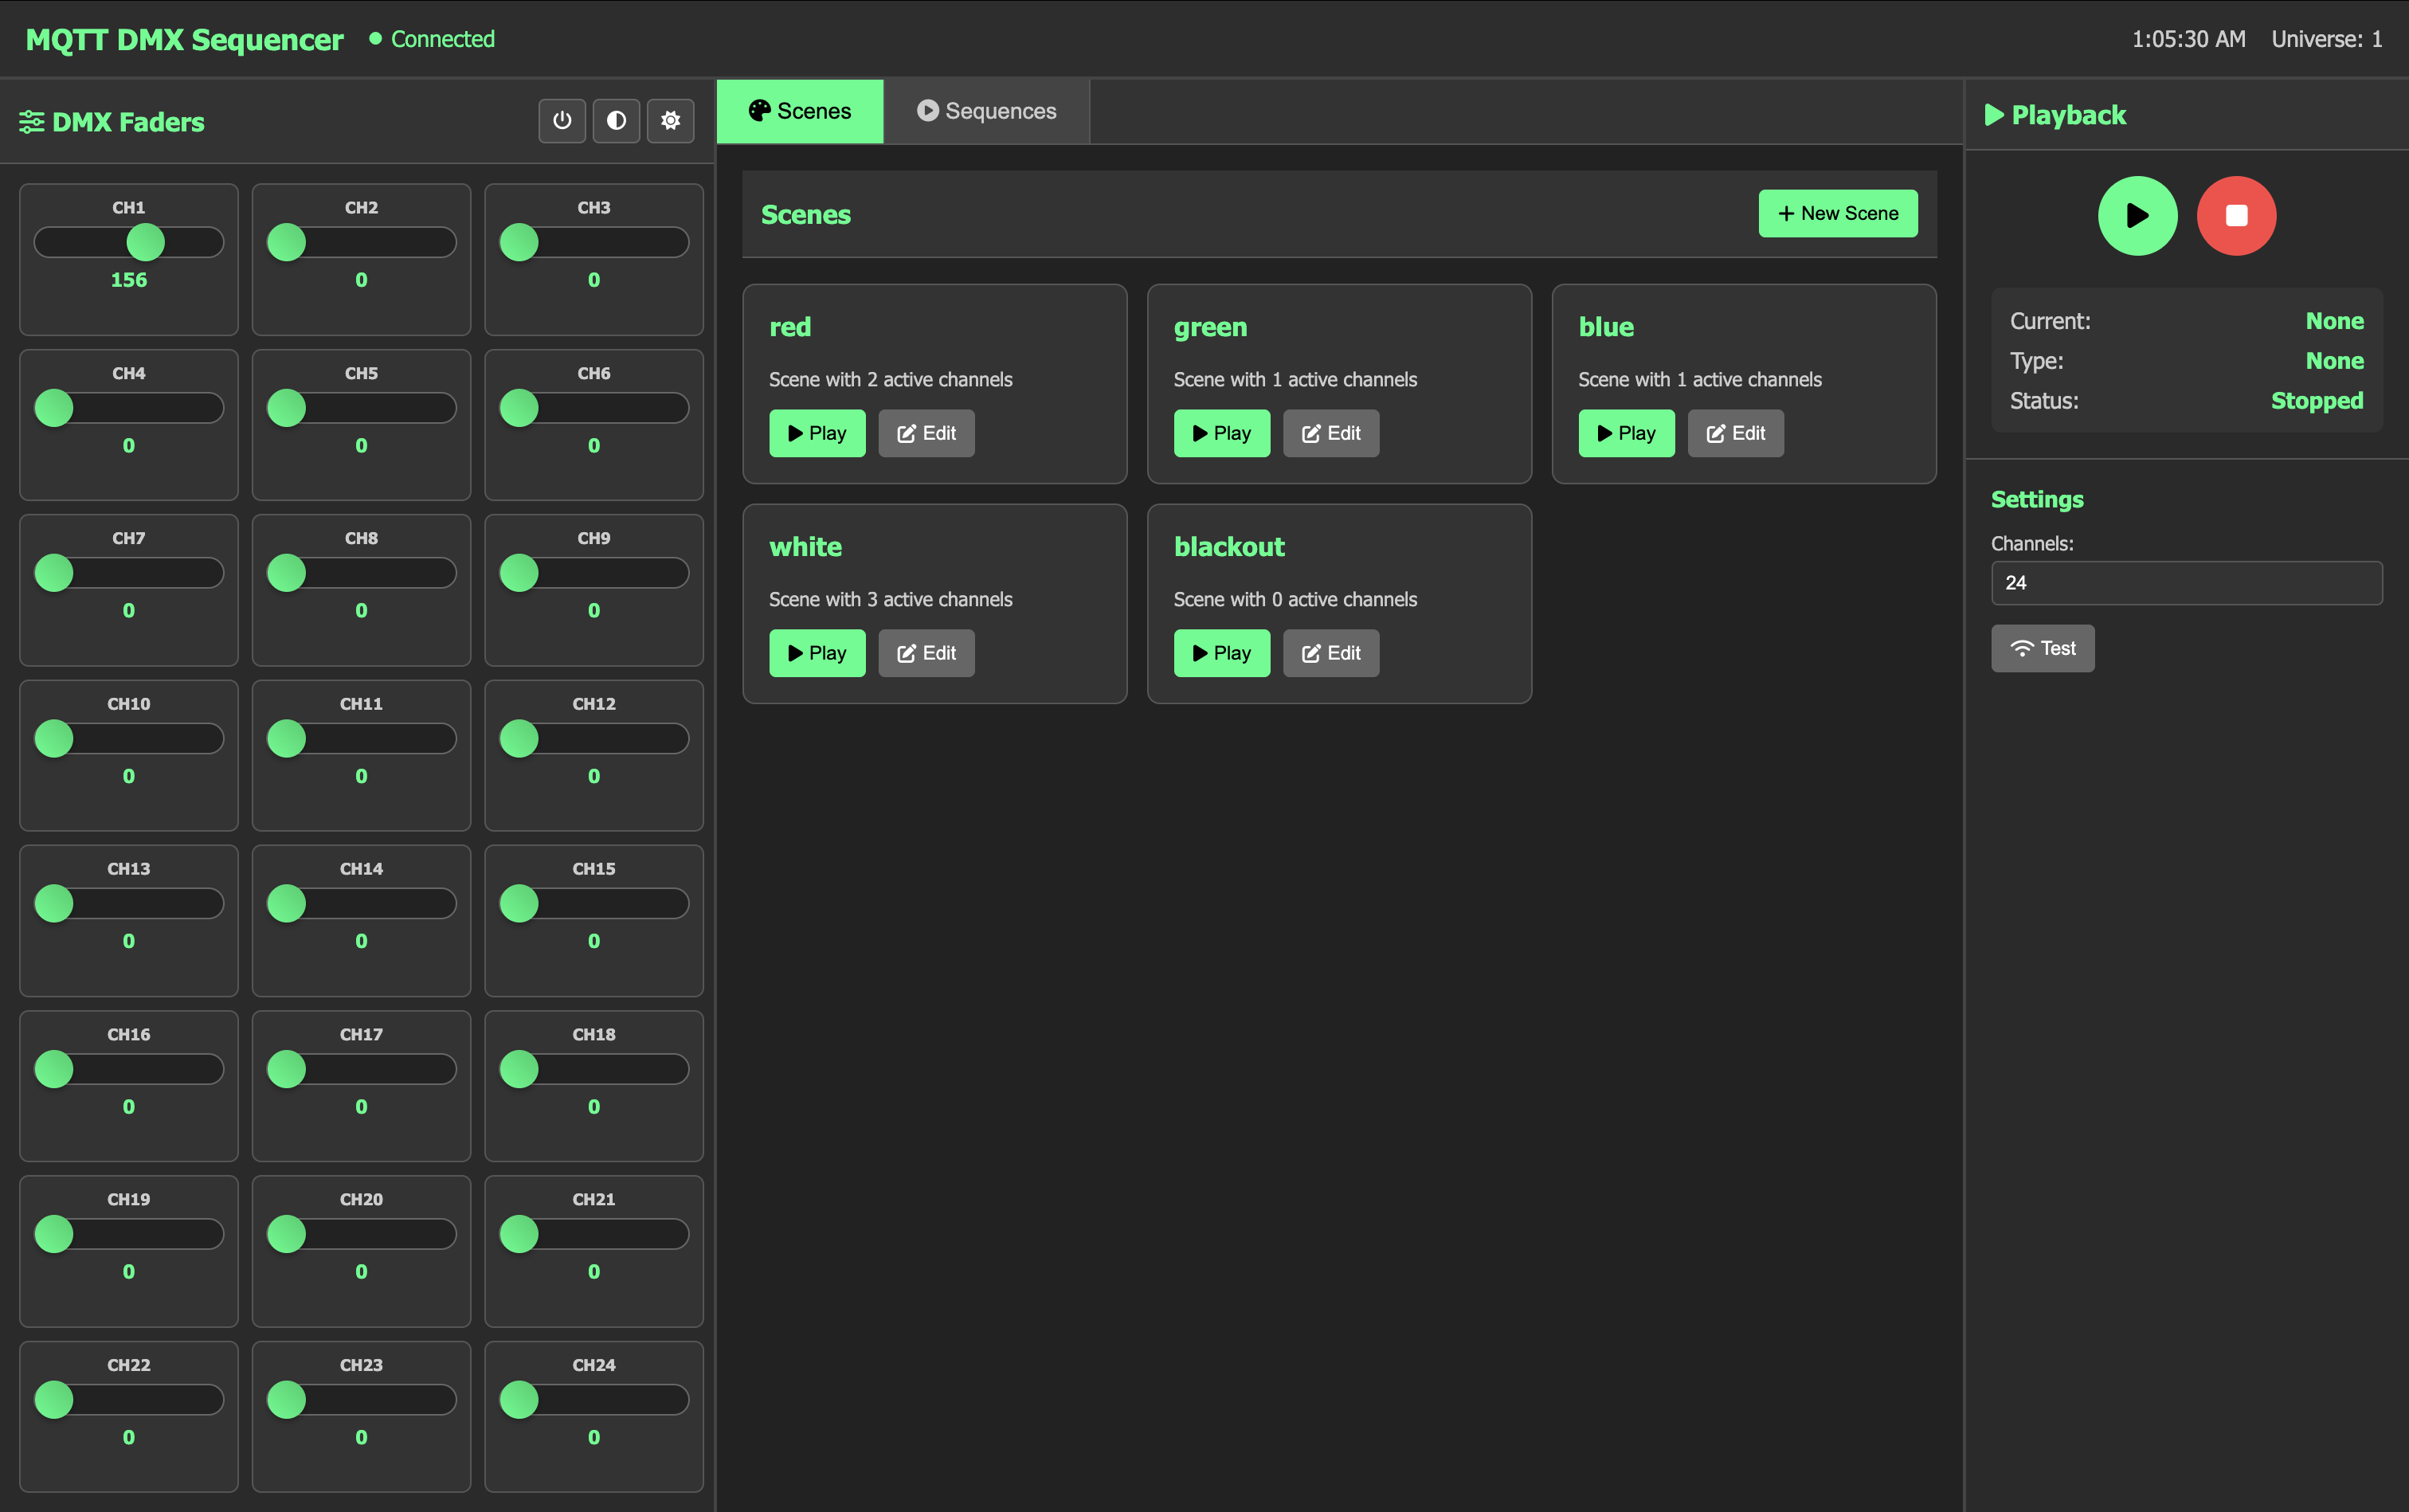 MQTT DMX Sequencer
Connected
1:05:30 AM
Universe: 1
DMX Faders
CH1
156
CH2
0
CH3
0
CH4
0
CH5
0
CH6
0
CH7
0
CH8
0
CH9
0
CH10
0
CH11
0
CH12
0
CH13
0
CH14
0
CH15
0
CH16
0
CH17
0
CH18
0
CH19
0
CH20
0
CH21
0
CH22
0
CH23
0
CH24
0
Scenes
Sequences
Scenes
New Scene
red
Scene with 2 active channels
Play
Edit
green
Scene with 1 active channels
Play
Edit
blue
Scene with 1 active channels
Play
Edit
white
Scene with 3 active channels
Play
Edit
blackout
Scene with 0 active channels
Play
Edit
Playback
Current: None
Type: None
Status: Stopped
Settings
Channels:
24
Test